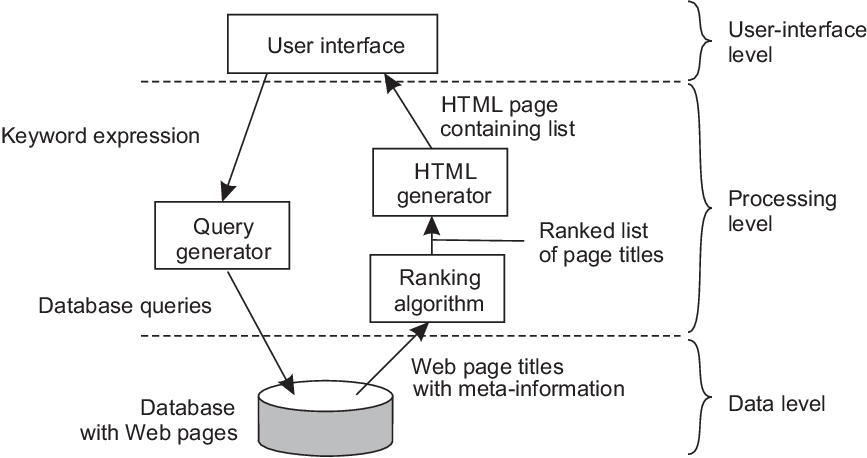 User interface
User-interface
level
HTML page
containing list
Keyword expression
HTML
generator
Processing
level
Query
generator
Ranked list
of page titles
Ranking
algorithm
Database queries
Web page titles
with meta-information
Database
with Web pages
Data level